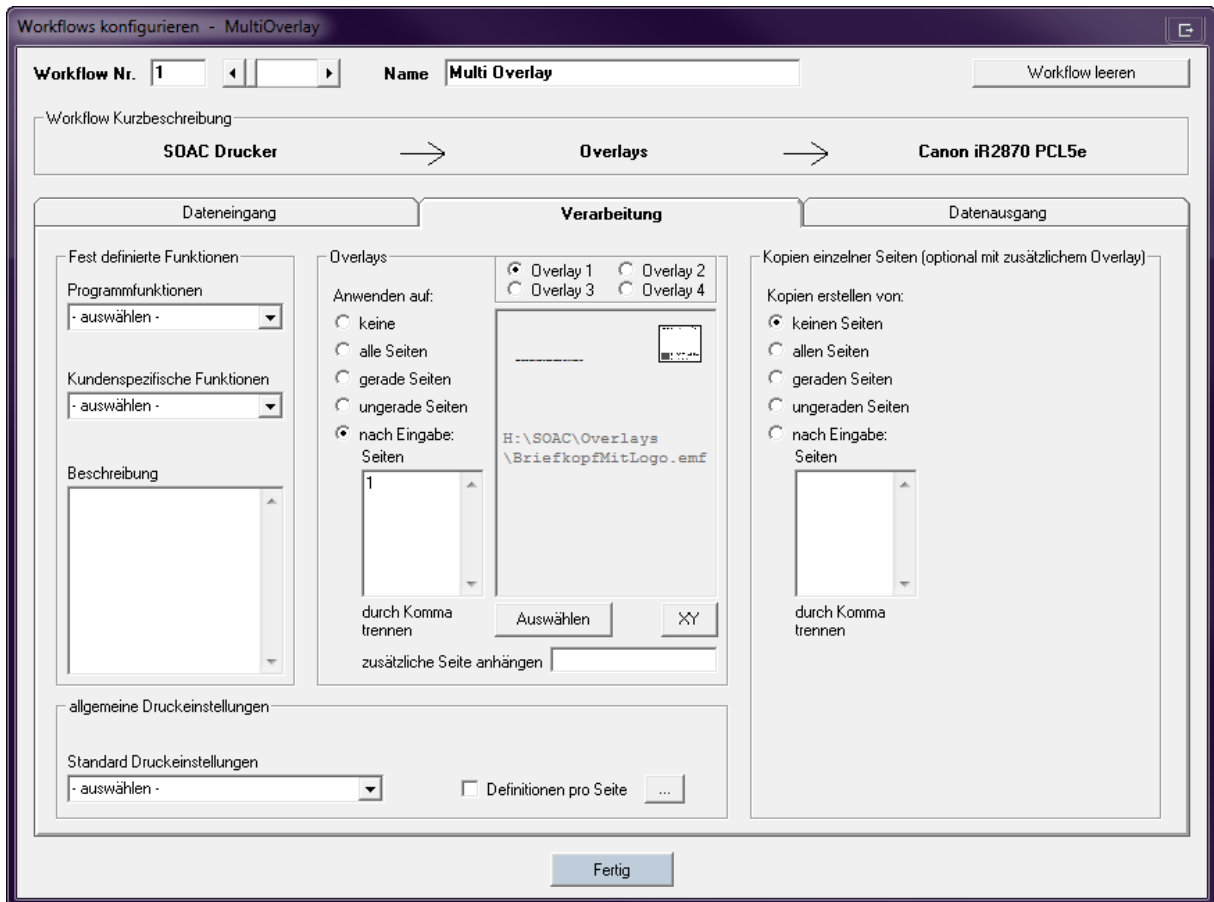 Workflows konfigurieren - MultiOverlay
Workflow Nr. 1 Name Multi Overlay Workflow leeren
Workflow Kurzbeschreibung
SOAC Drucker Overlays Canon iR2870 PCL5e
Dateneingang Verarbeitung Datenausgang
Fest definierte Funktionen
Programmfunktionen
- auswählen -
Kundenspezifische Funktionen
- auswählen -
Beschreibung
Overlays
Overlay 1 Overlay 2
Overlay 3 Overlay 4
Anwenden auf:
keine
alle Seiten
gerade Seiten
ungerade Seiten
nach Eingabe:
Seiten
1
durch Komma
trennen
H:\SOAC\Overlays
\BriefkopfMitLogo.emf
Auswählen XY
zusätzliche Seite anhängen
Kopien einzelner Seiten (optional mit zusätzlichem Overlay)
Kopien erstellen von:
keinen Seiten
allen Seiten
geraden Seiten
ungeraden Seiten
nach Eingabe:
Seiten
durch Komma
trennen
allgemeine Druckeinstellungen
Standard Druckeinstellungen
- auswählen -
Definitionen pro Seite ...
Fertig